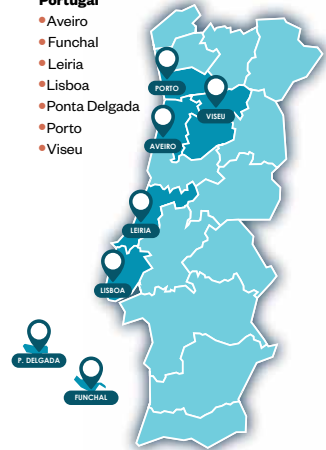 Portugal
• Aveiro
• Funchal
• Leiria
• Lisboa
• Ponta Delgada
• Porto
• Viseu
PORTO
VISEU
AVEIRO
LEIRIA
LISBOA
P. DELGADA
FUNCHAL